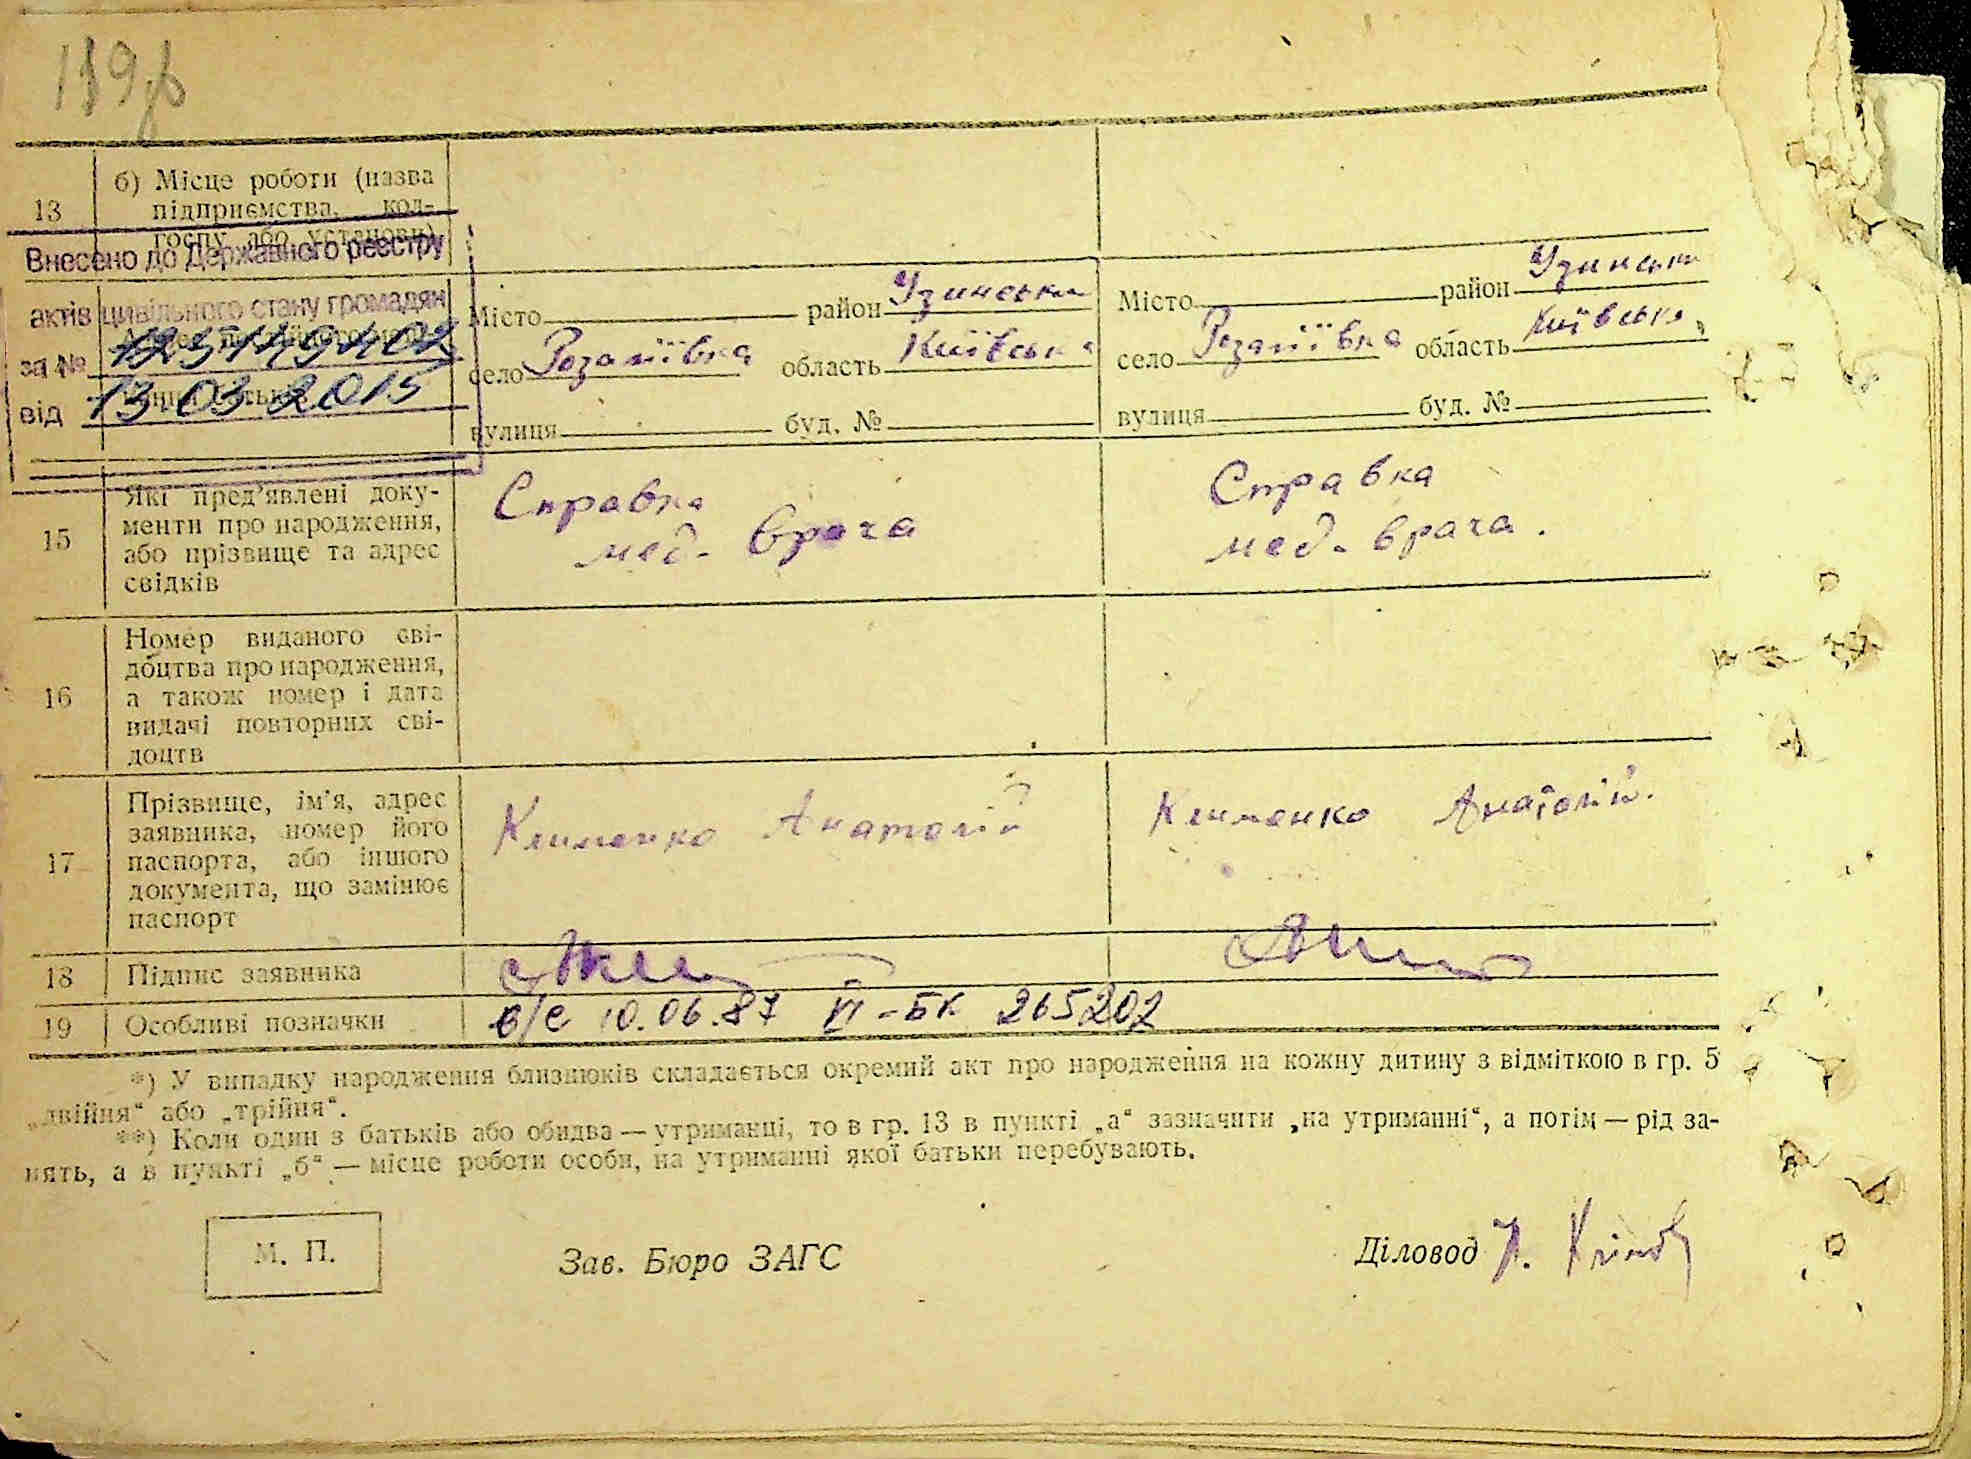 13
б) Місце роботи (назва
підприємства, кол-
госпу або установи)
Внесено до Державного реєстру
актів цивільного стану громадян
за №
від 13 03 2015
Місто район Узинський
село Розаліївка область Київська
вулиця буд. №
Місто район Узинський
село Розаліївка область Київська
вулиця буд. №
15
Які пред'явлені доку-
менти про народження,
або прізвище та адрес
свідків
Справка
мед. врача
Справка
мед. врача.
16
Номер виданого сві-
доцтва про народження,
а також номер і дата
видачі повторних сві-
доцтв
17
Прізвище, ім'я, адрес
заявника, номер його
паспорта, або іншого
документа, що замінює
паспорт
Клименко Анатолій
Клименко Анатолій.
18
Підпис заявника
19
Особливі позначки
в/с 10.06.87 VI-БК 265202
*) У випадку народження близнюків складається окремий акт про народження на кожну дитину з відміткою в гр. 5
„двійня“ або „трійня“.
**) Коли один з батьків або обидва — утриманці, то в гр. 13 в пункті „а“ зазначити „на утриманні“, а потім — рід за-
нять, а в пункті „б“ — місце роботи особи, на утриманні якої батьки перебувають.
М. П.
Зав. Бюро ЗАГС
Діловод